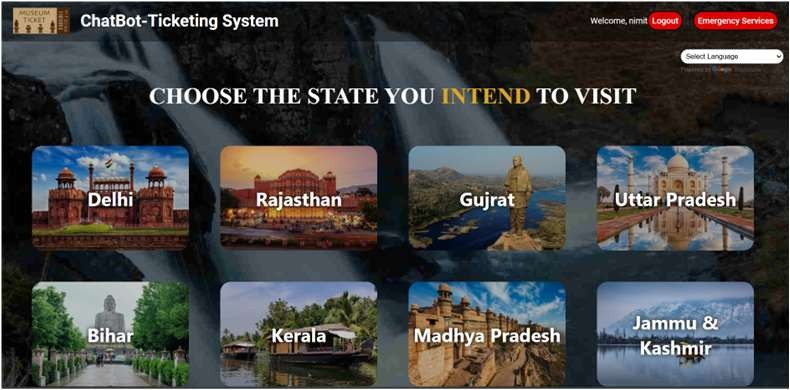 MUSEUM
TICKET
ChatBot-Ticketing System
Welcome, nimit Logout Emergency Services
Select Language
Powered by Google Translate
CHOOSE THE STATE YOU INTEND TO VISIT
Delhi
Rajasthan
Gujrat
Uttar Pradesh
Bihar
Kerala
Madhya Pradesh
Jammu &
Kashmir